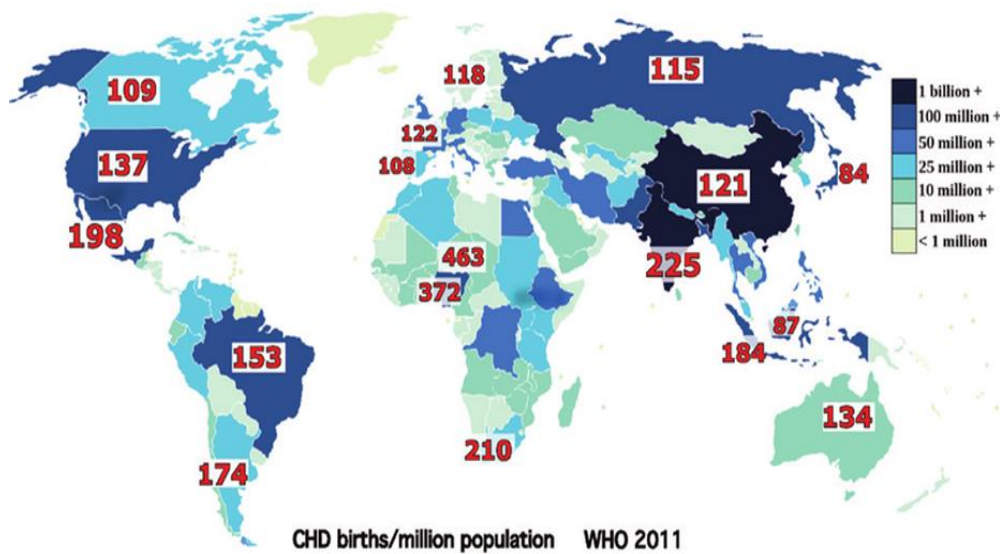 118
115
109
1 billion +
100 million +
122
50 million +
137
108
121
84
25 million +
10 million +
1 million +
198
463
225
< 1 million
372
87
153
184
134
210
174
CHD births/million population WHO 2011